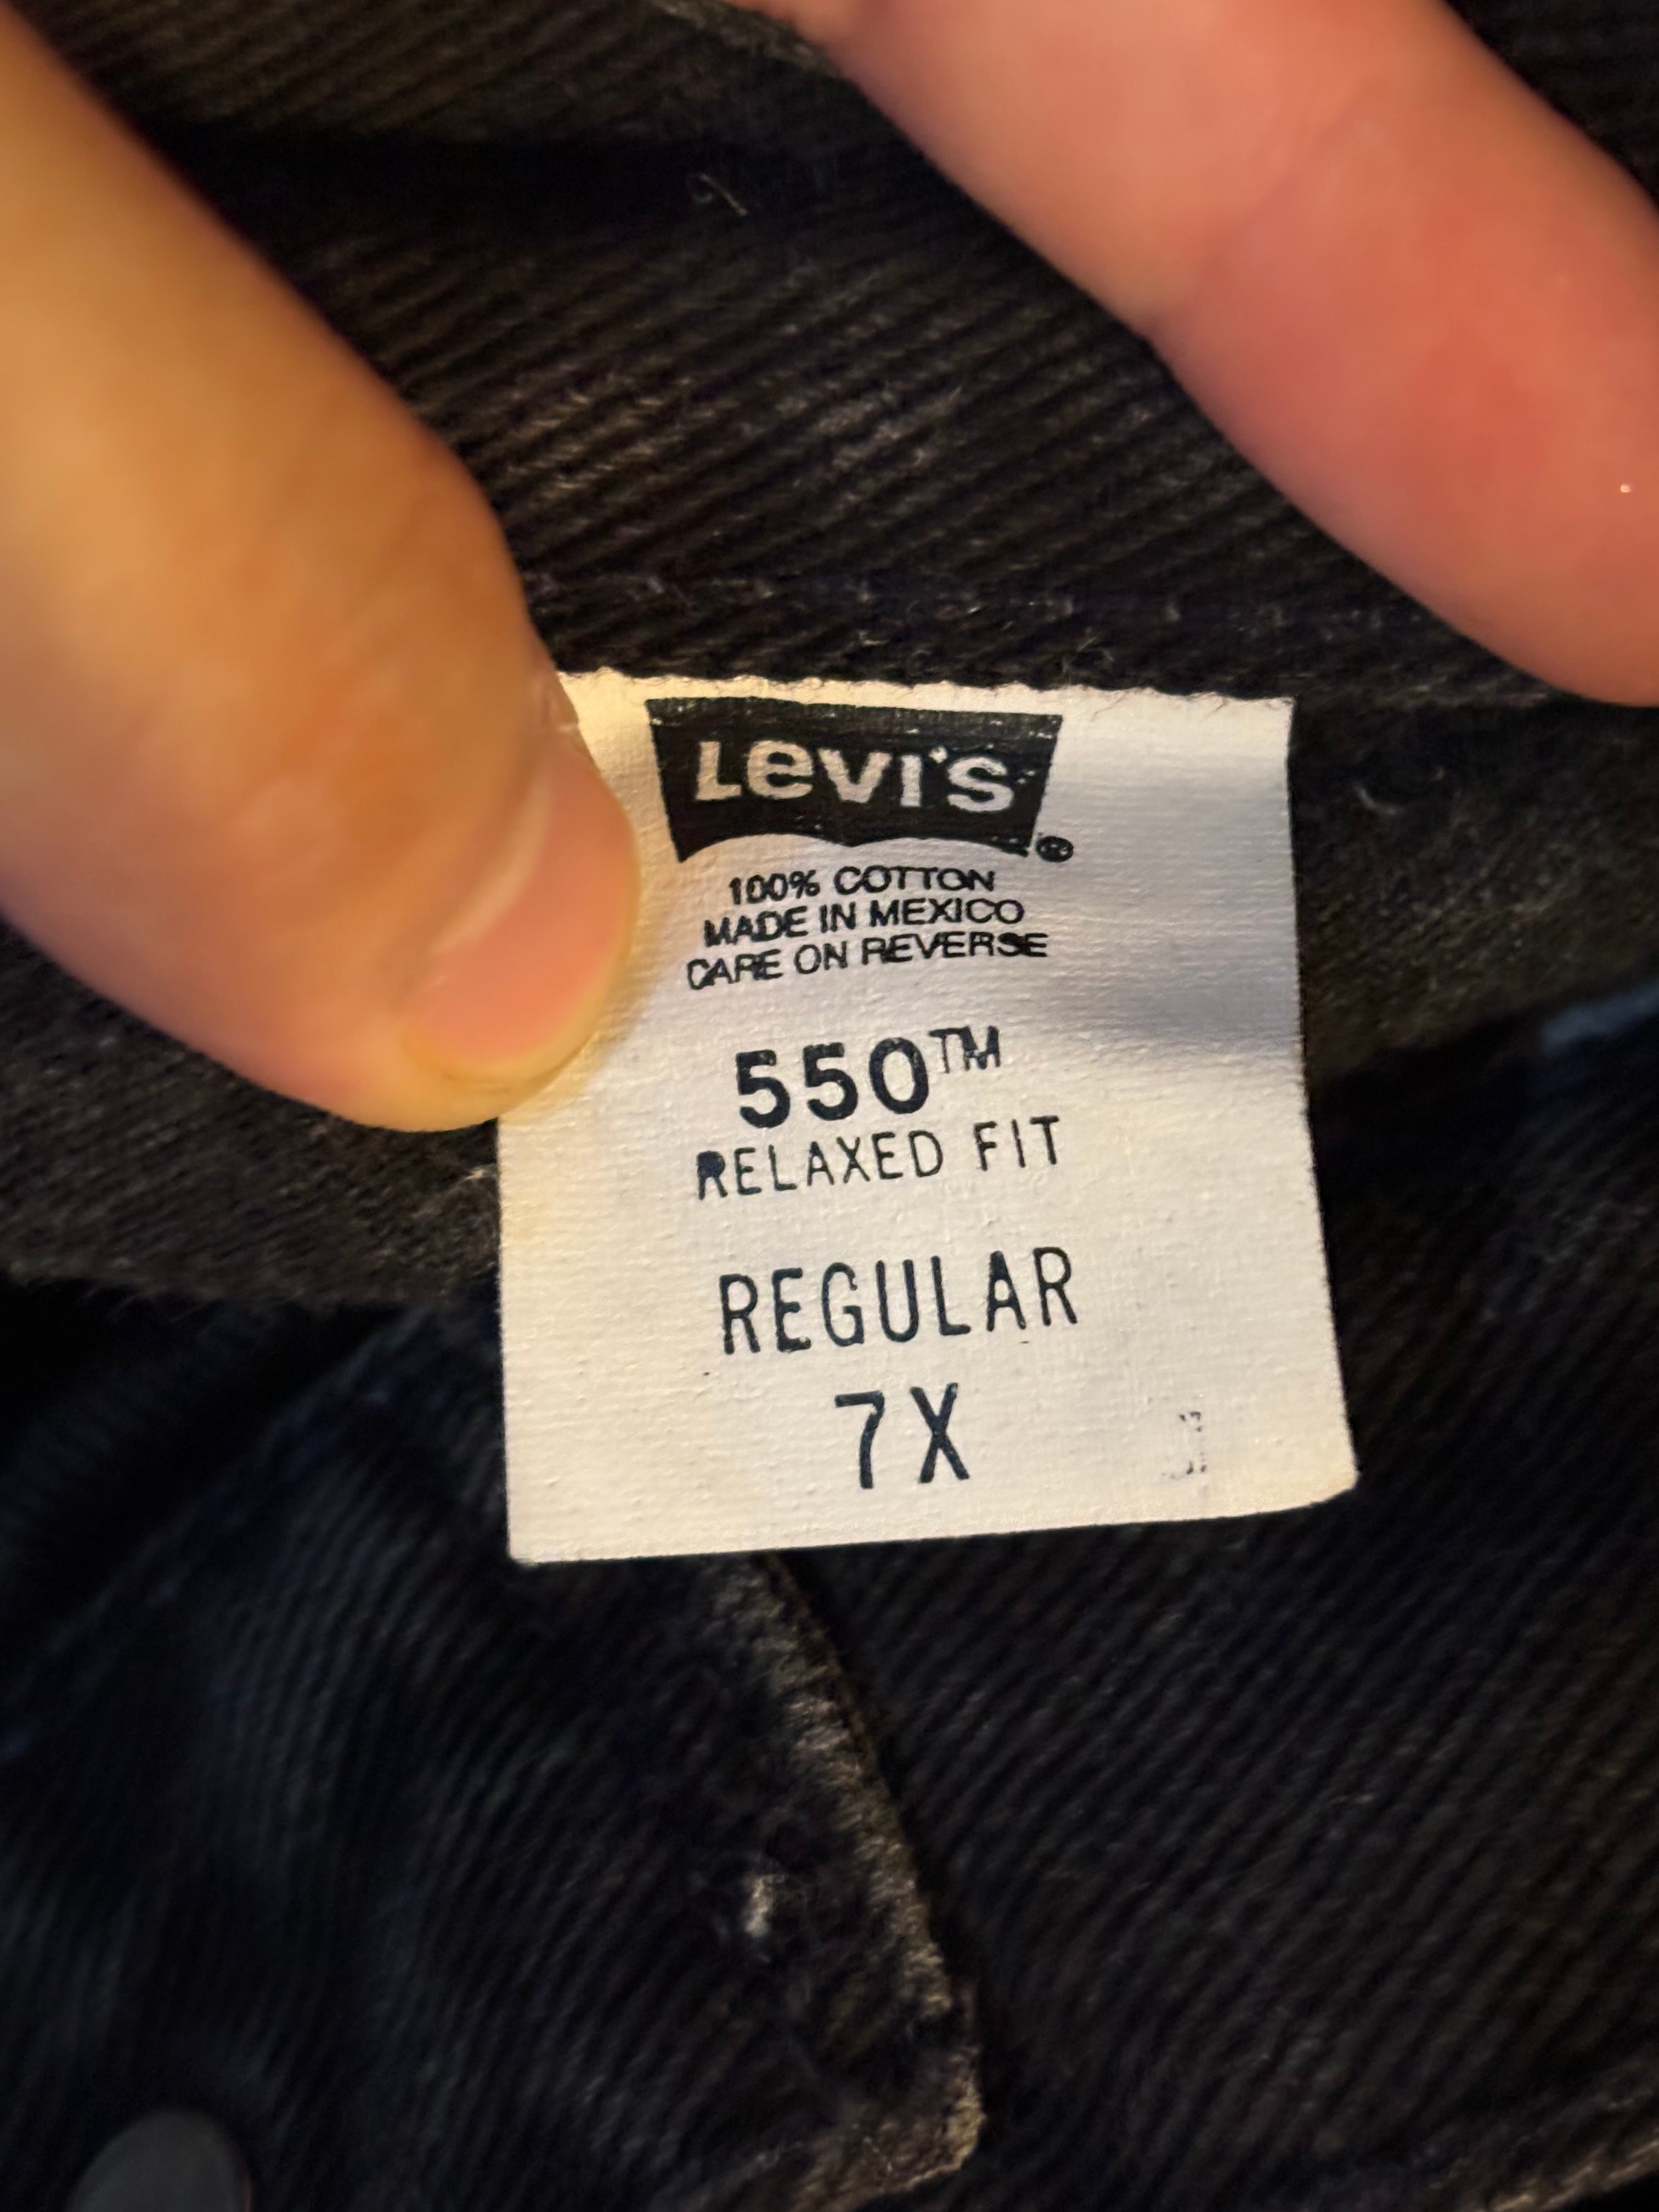 Levi's®
100% COTTON
MADE IN MEXICO
CARE ON REVERSE
550™
RELAXED FIT
REGULAR
7X